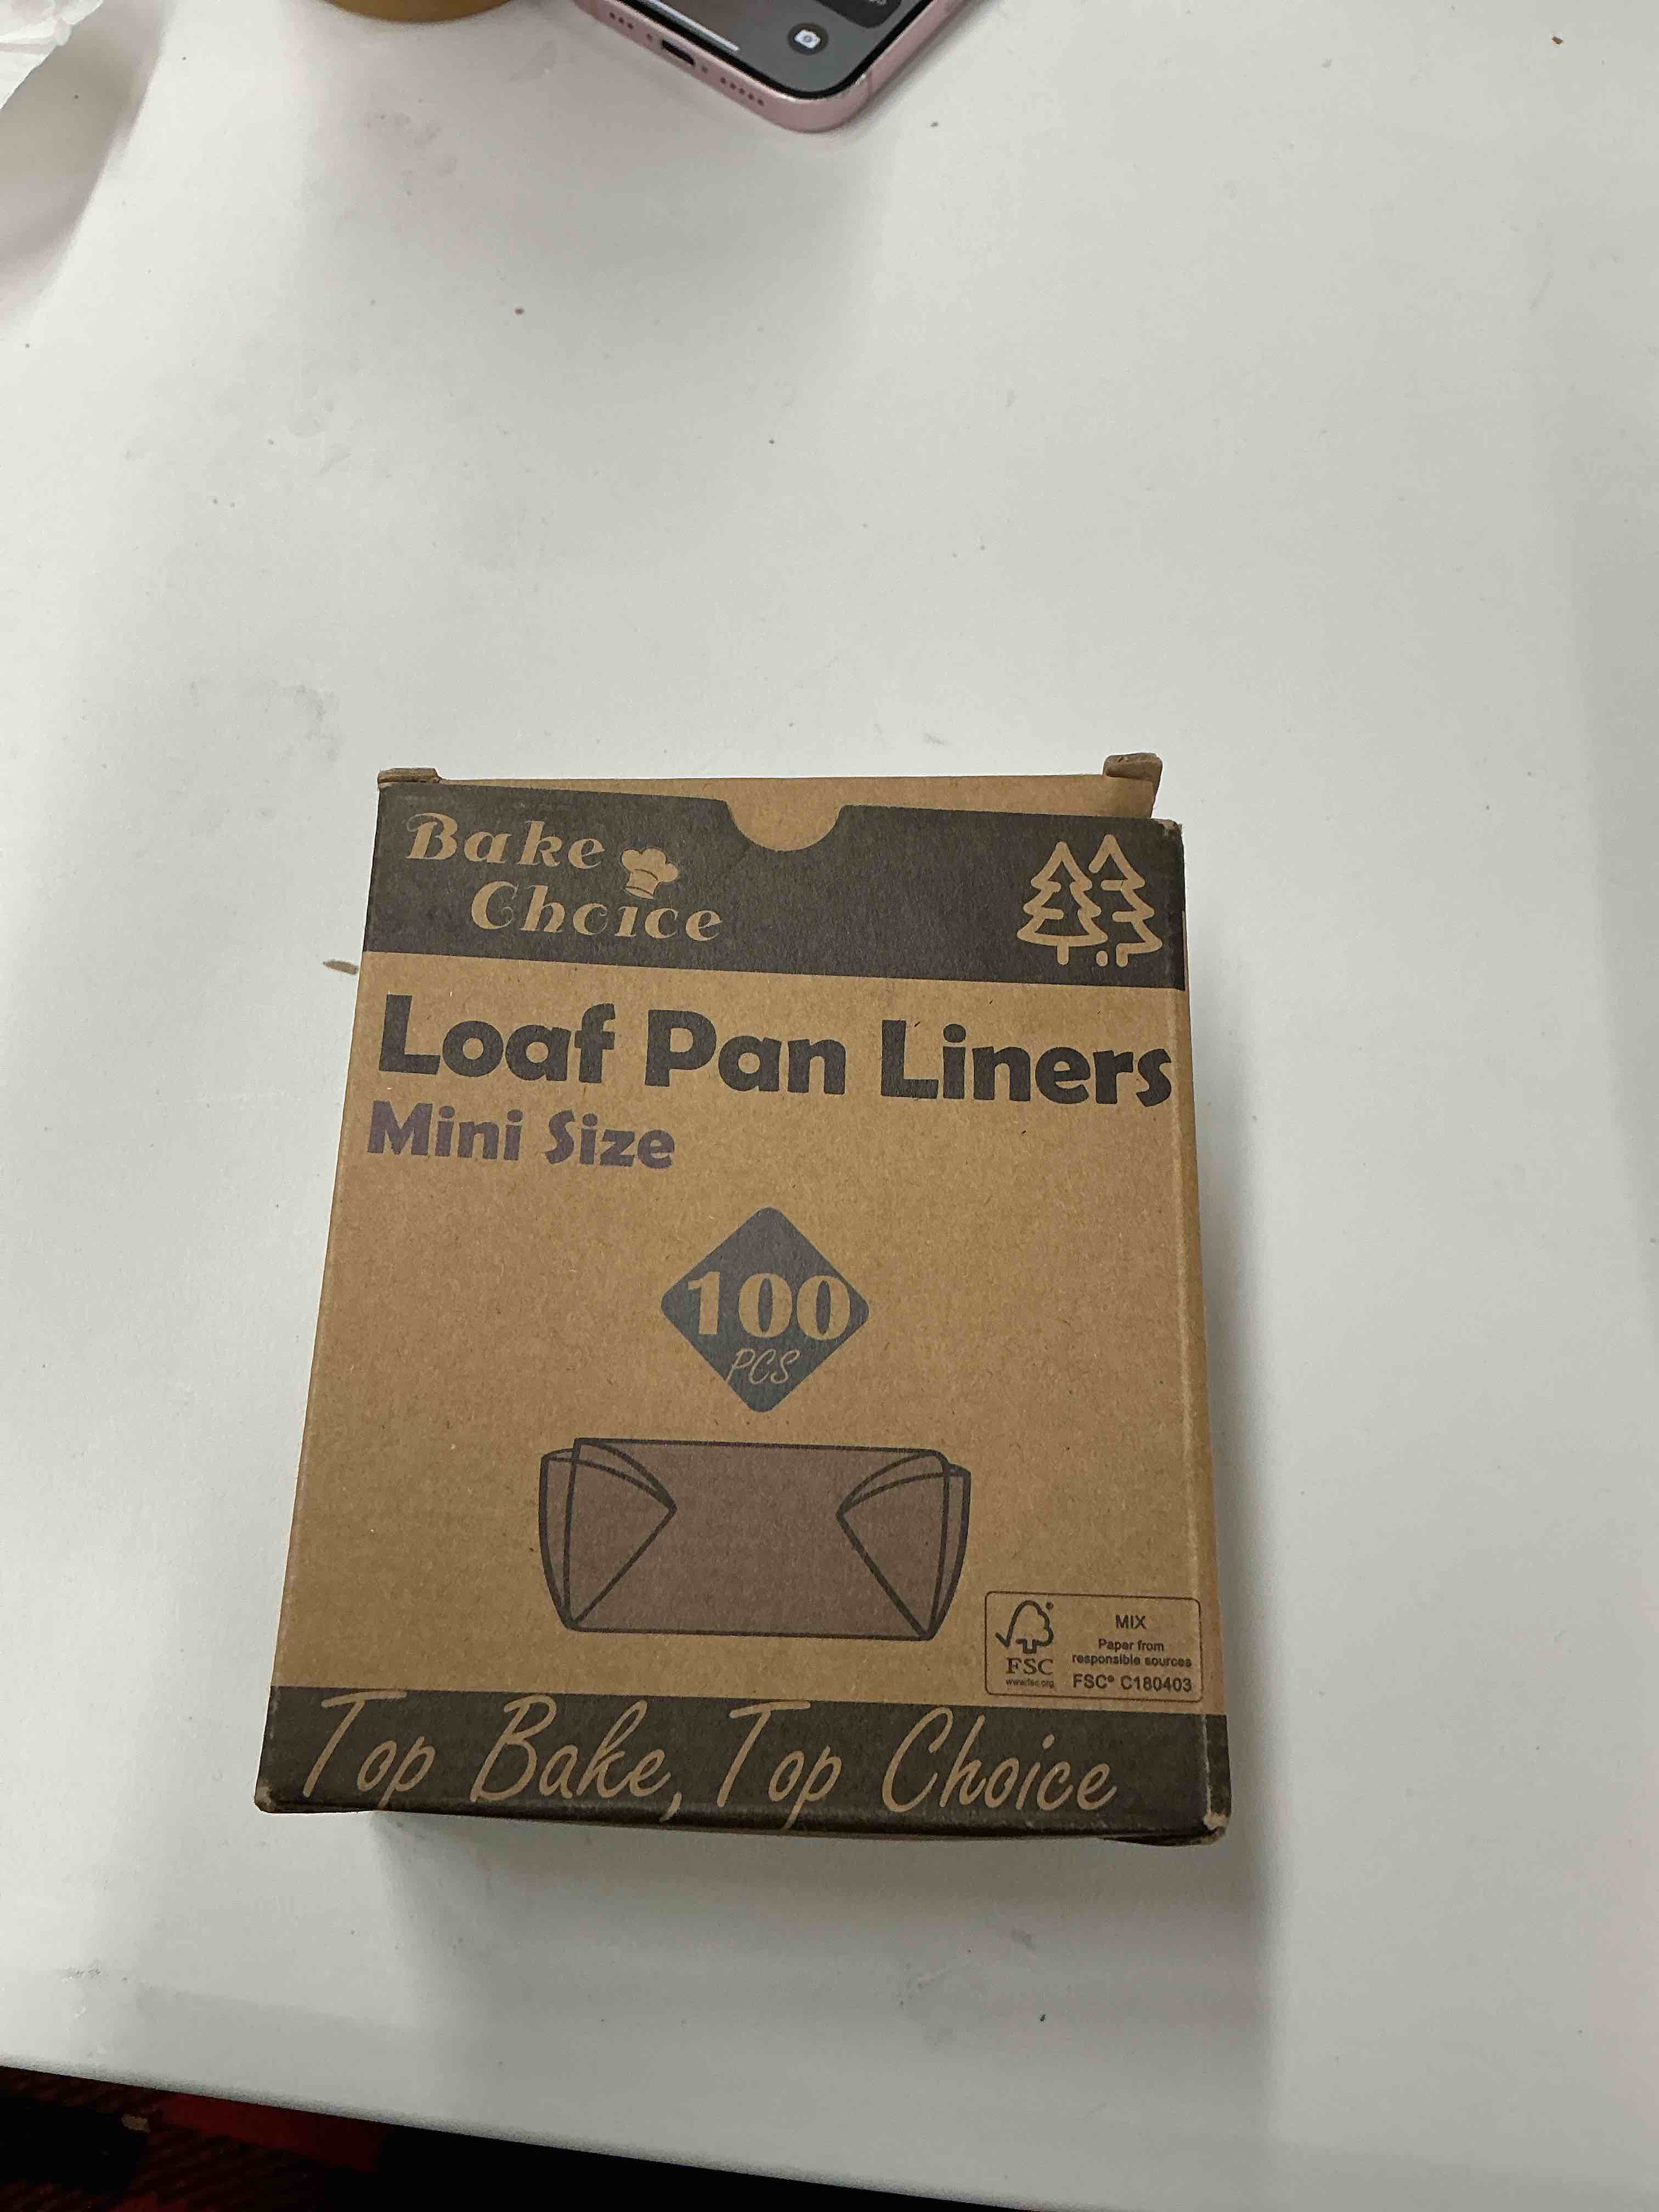 Bake
Choice
Loaf Pan Liners
Mini Size
100
PCS
FSC®
www.fsc.org
MIX
Paper from
responsible sources
FSC® C180403
Top Bake, Top Choice